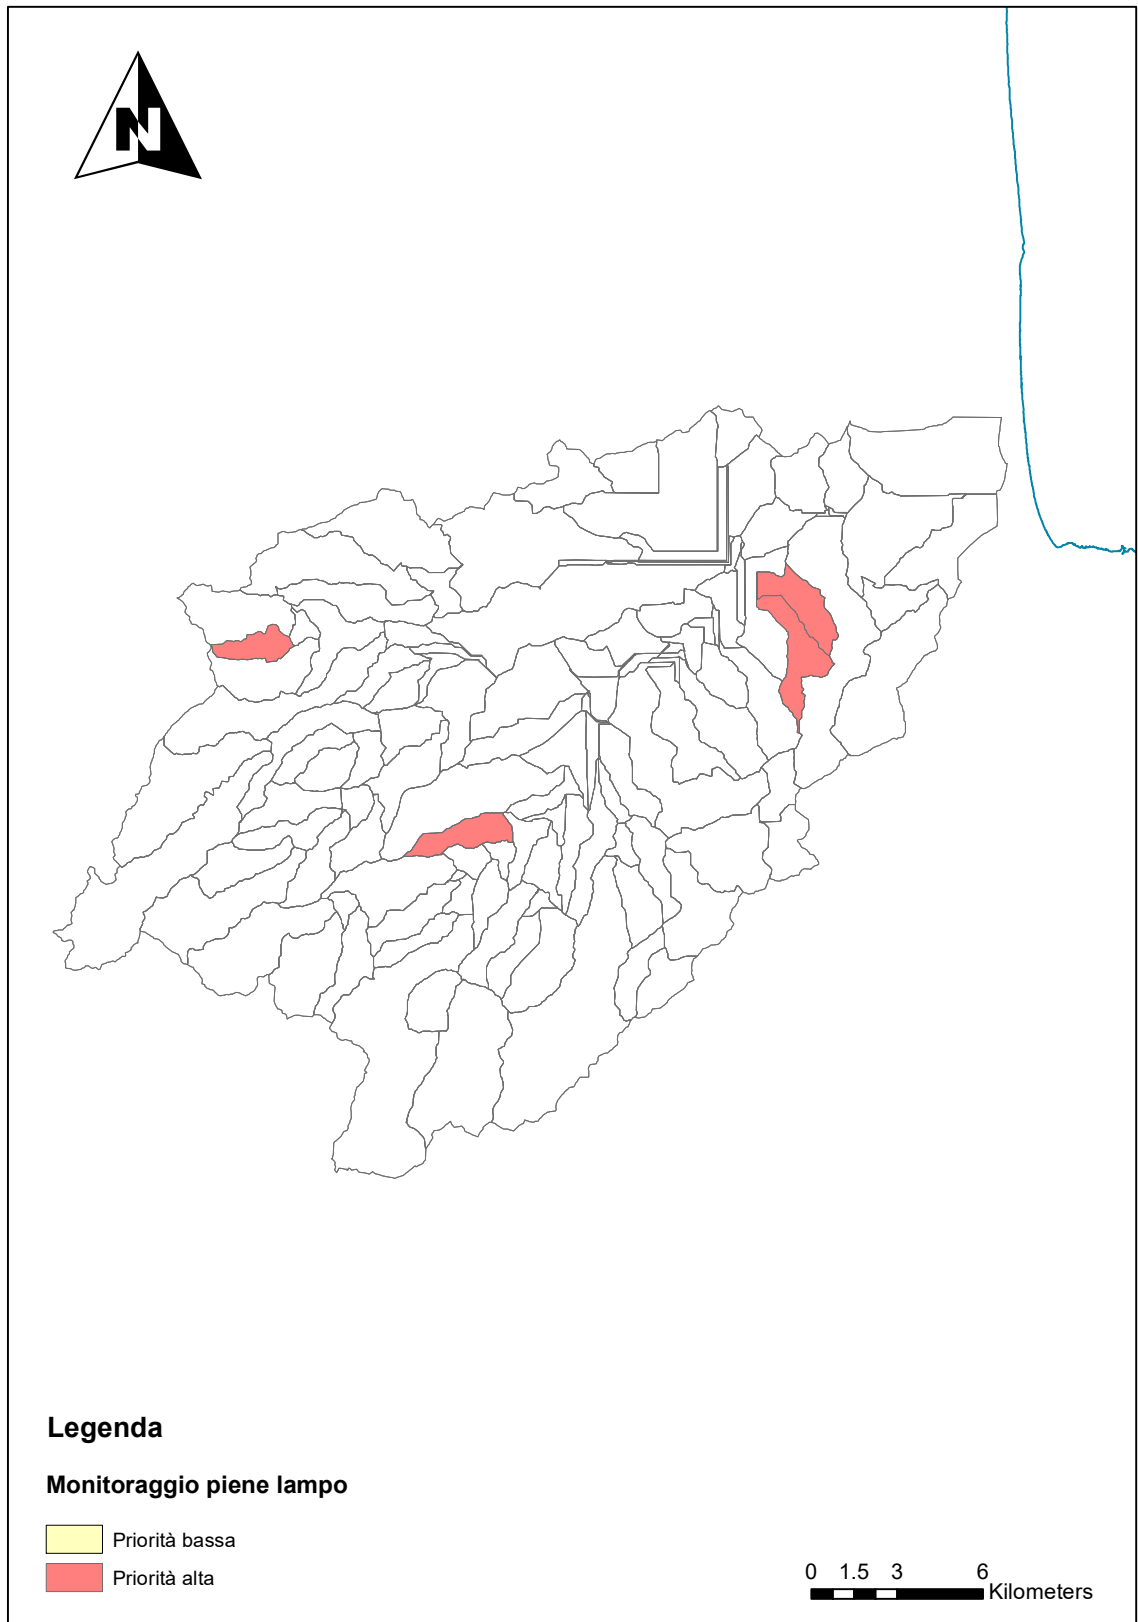 N
Legenda
Monitoraggio piene lampo
Priorità bassa
Priorità alta
0 1.5 3 6
Kilometers